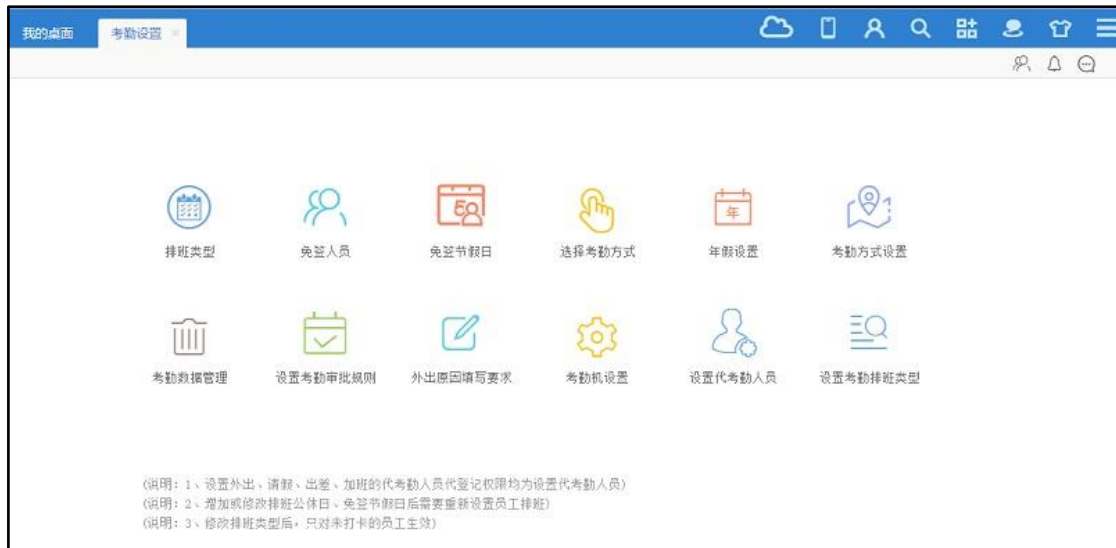 我的桌面 考勤设置
排班类型 免签人员 免签节假日 选择考勤方式 年假设置 考勤方式设置
考勤数据管理 设置考勤审批规则 外出原因填写要求 考勤机设置 设置代考勤人员 设置考勤排班类型
(说明：1、设置外出、请假、出差、加班的代考勤人员代登记权限均为设置代考勤人员)
(说明：2、增加或修改排班公休日、免签节假日后需要重新设置员工排班)
(说明：3、修改排班类型后，只对未打卡的员工生效)